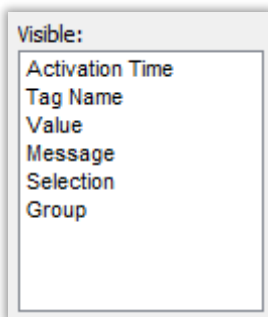 Visible:
Activation Time
Tag Name
Value
Message
Selection
Group